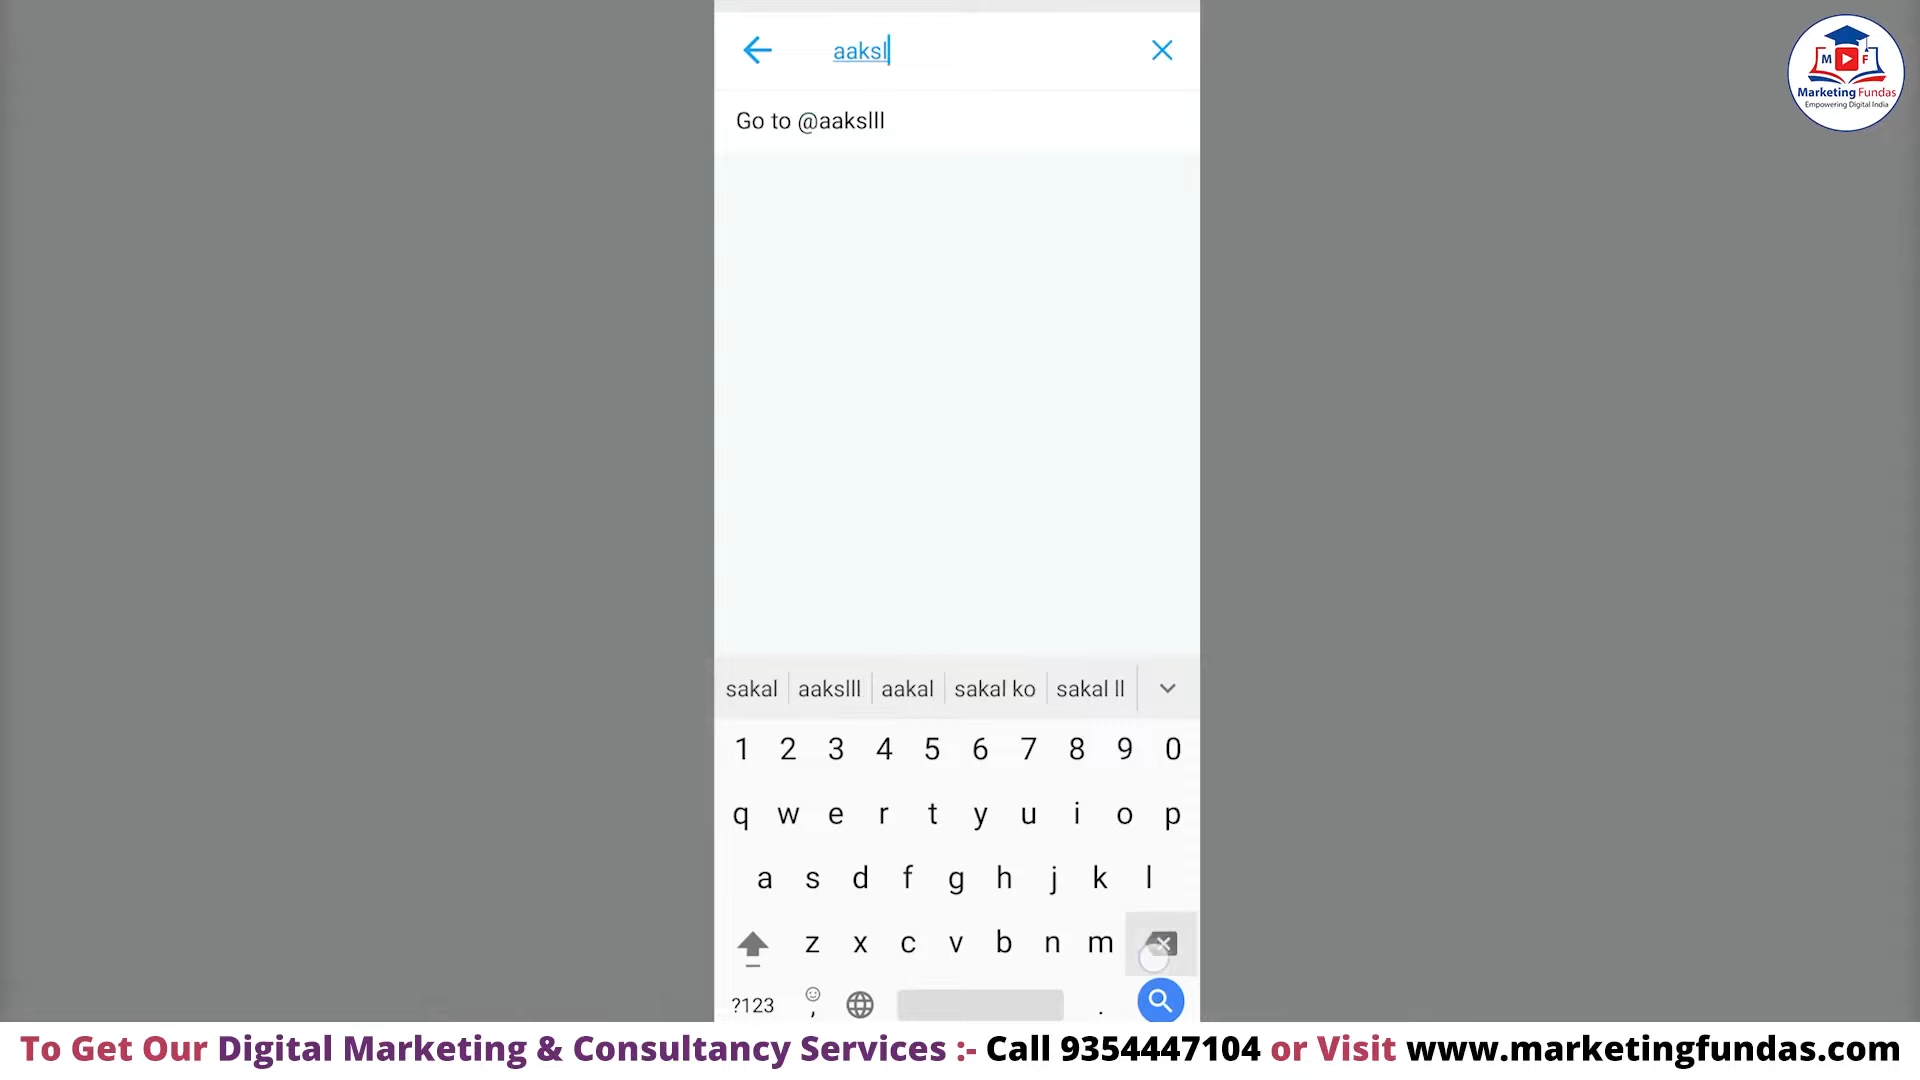 aaksl
Go to @aakslll
sakal aakslll aakal sakal ko sakal ll
1 2 3 4 5 6 7 8 9 0
q w e r t y u i o p
a s d f g h j k l
z x c v b n m
?123 , .
M F
Marketing Fundas
Empowering Digital India
To Get Our Digital Marketing & Consultancy Services :- Call 9354447104 or Visit www.marketingfundas.com